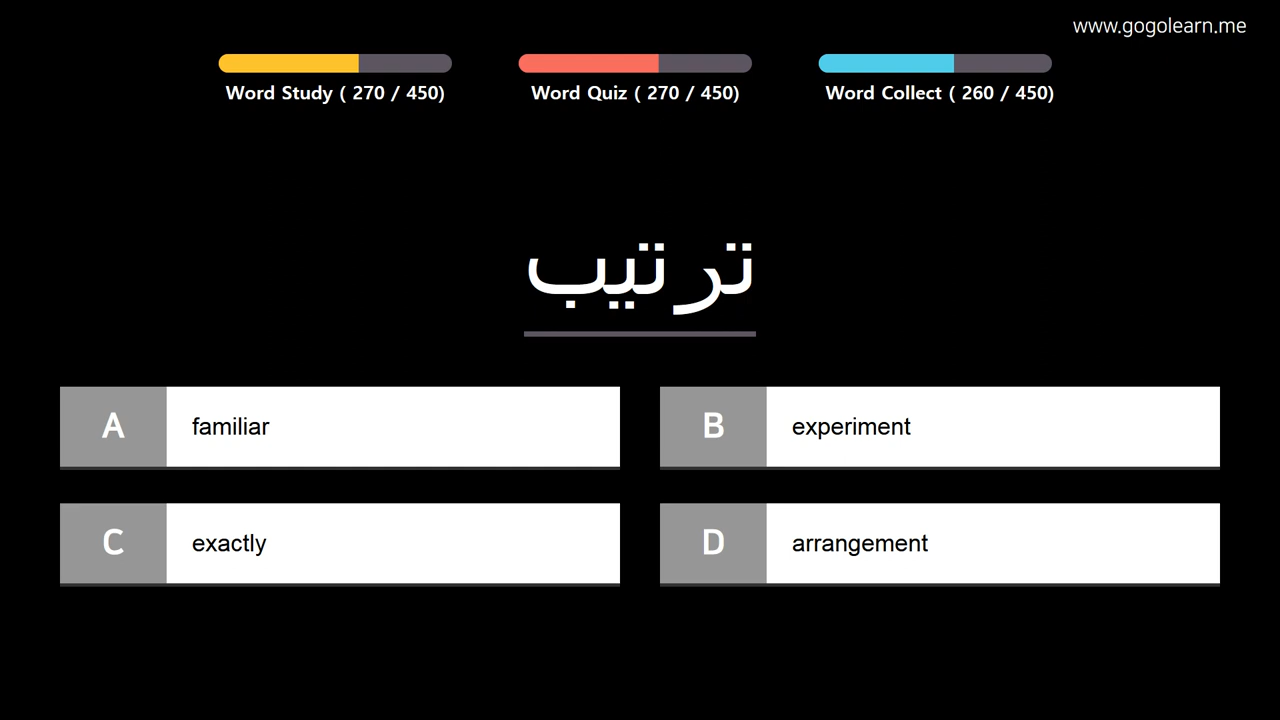 www.gogolearn.me
Word Study ( 270 / 450)
Word Quiz ( 270 / 450)
Word Collect ( 260 / 450)
ترتيب
A familiar
B experiment
C exactly
D arrangement